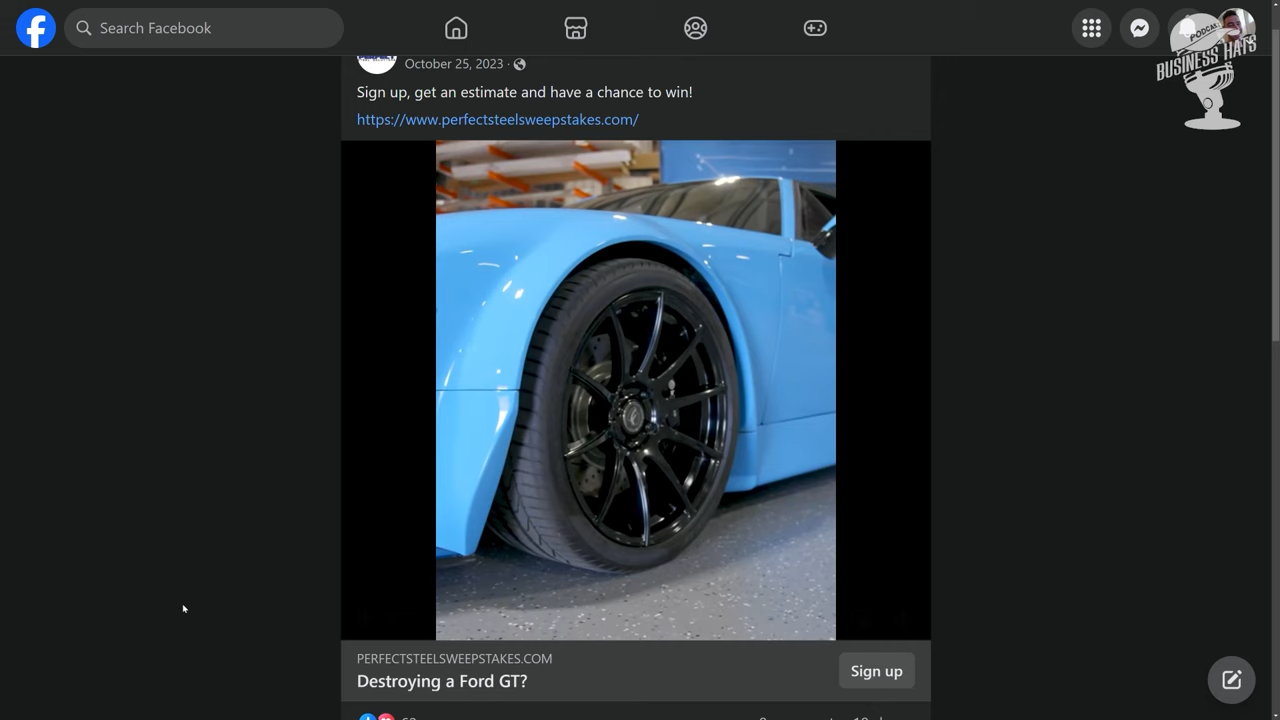 Search Facebook
PODCAST
BUSINESS HATS
October 25, 2023 ·
Sign up, get an estimate and have a chance to win!
https://www.perfectsteelsweepstakes.com/
PERFECTSTEELSWEEPSTAKES.COM
Destroying a Ford GT?
Sign up